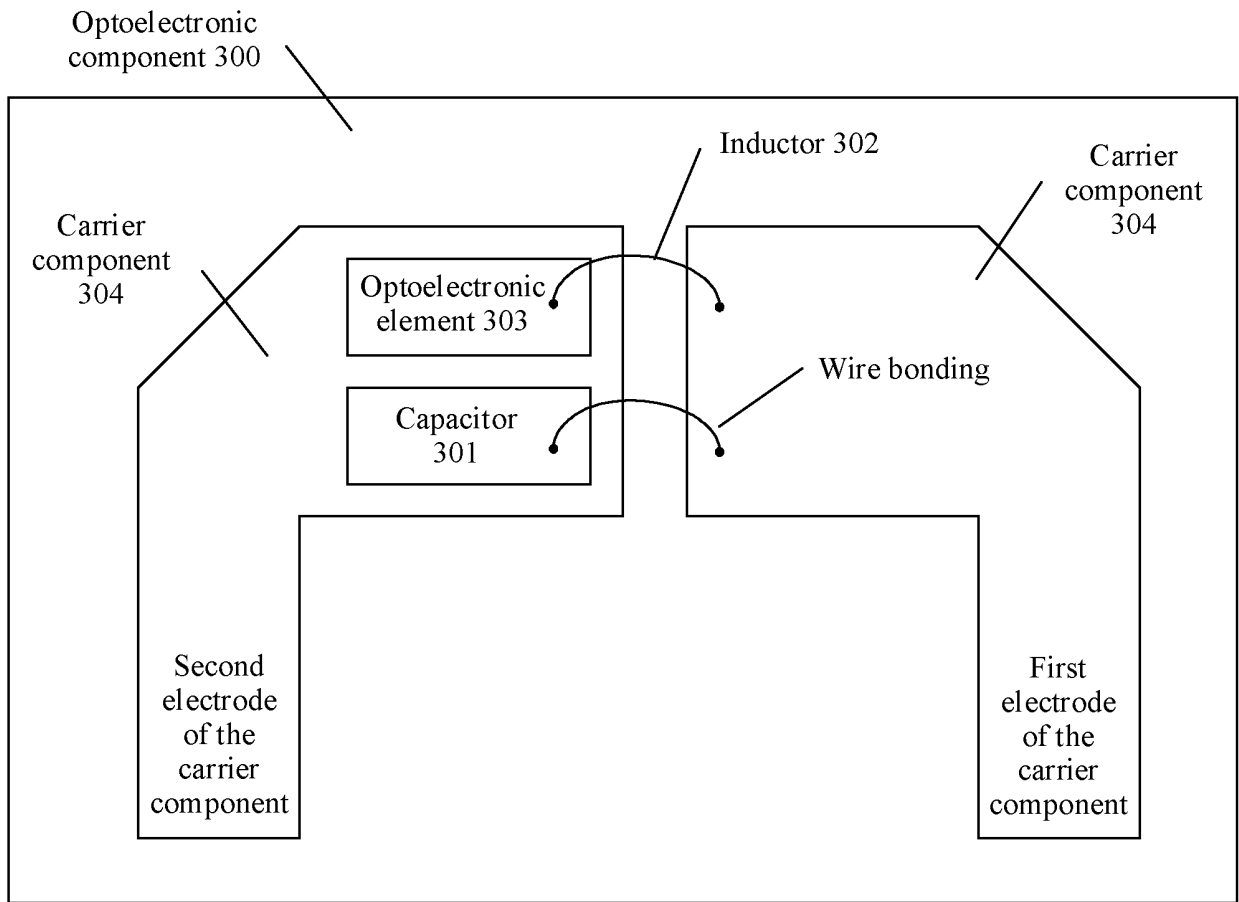 Optoelectronic
component 300
Inductor 302
Carrier
component
304
Carrier
component
304
Optoelectronic
element 303
Wire bonding
Capacitor
301
Second
electrode
of the
carrier
component
First
electrode
of the
carrier
component